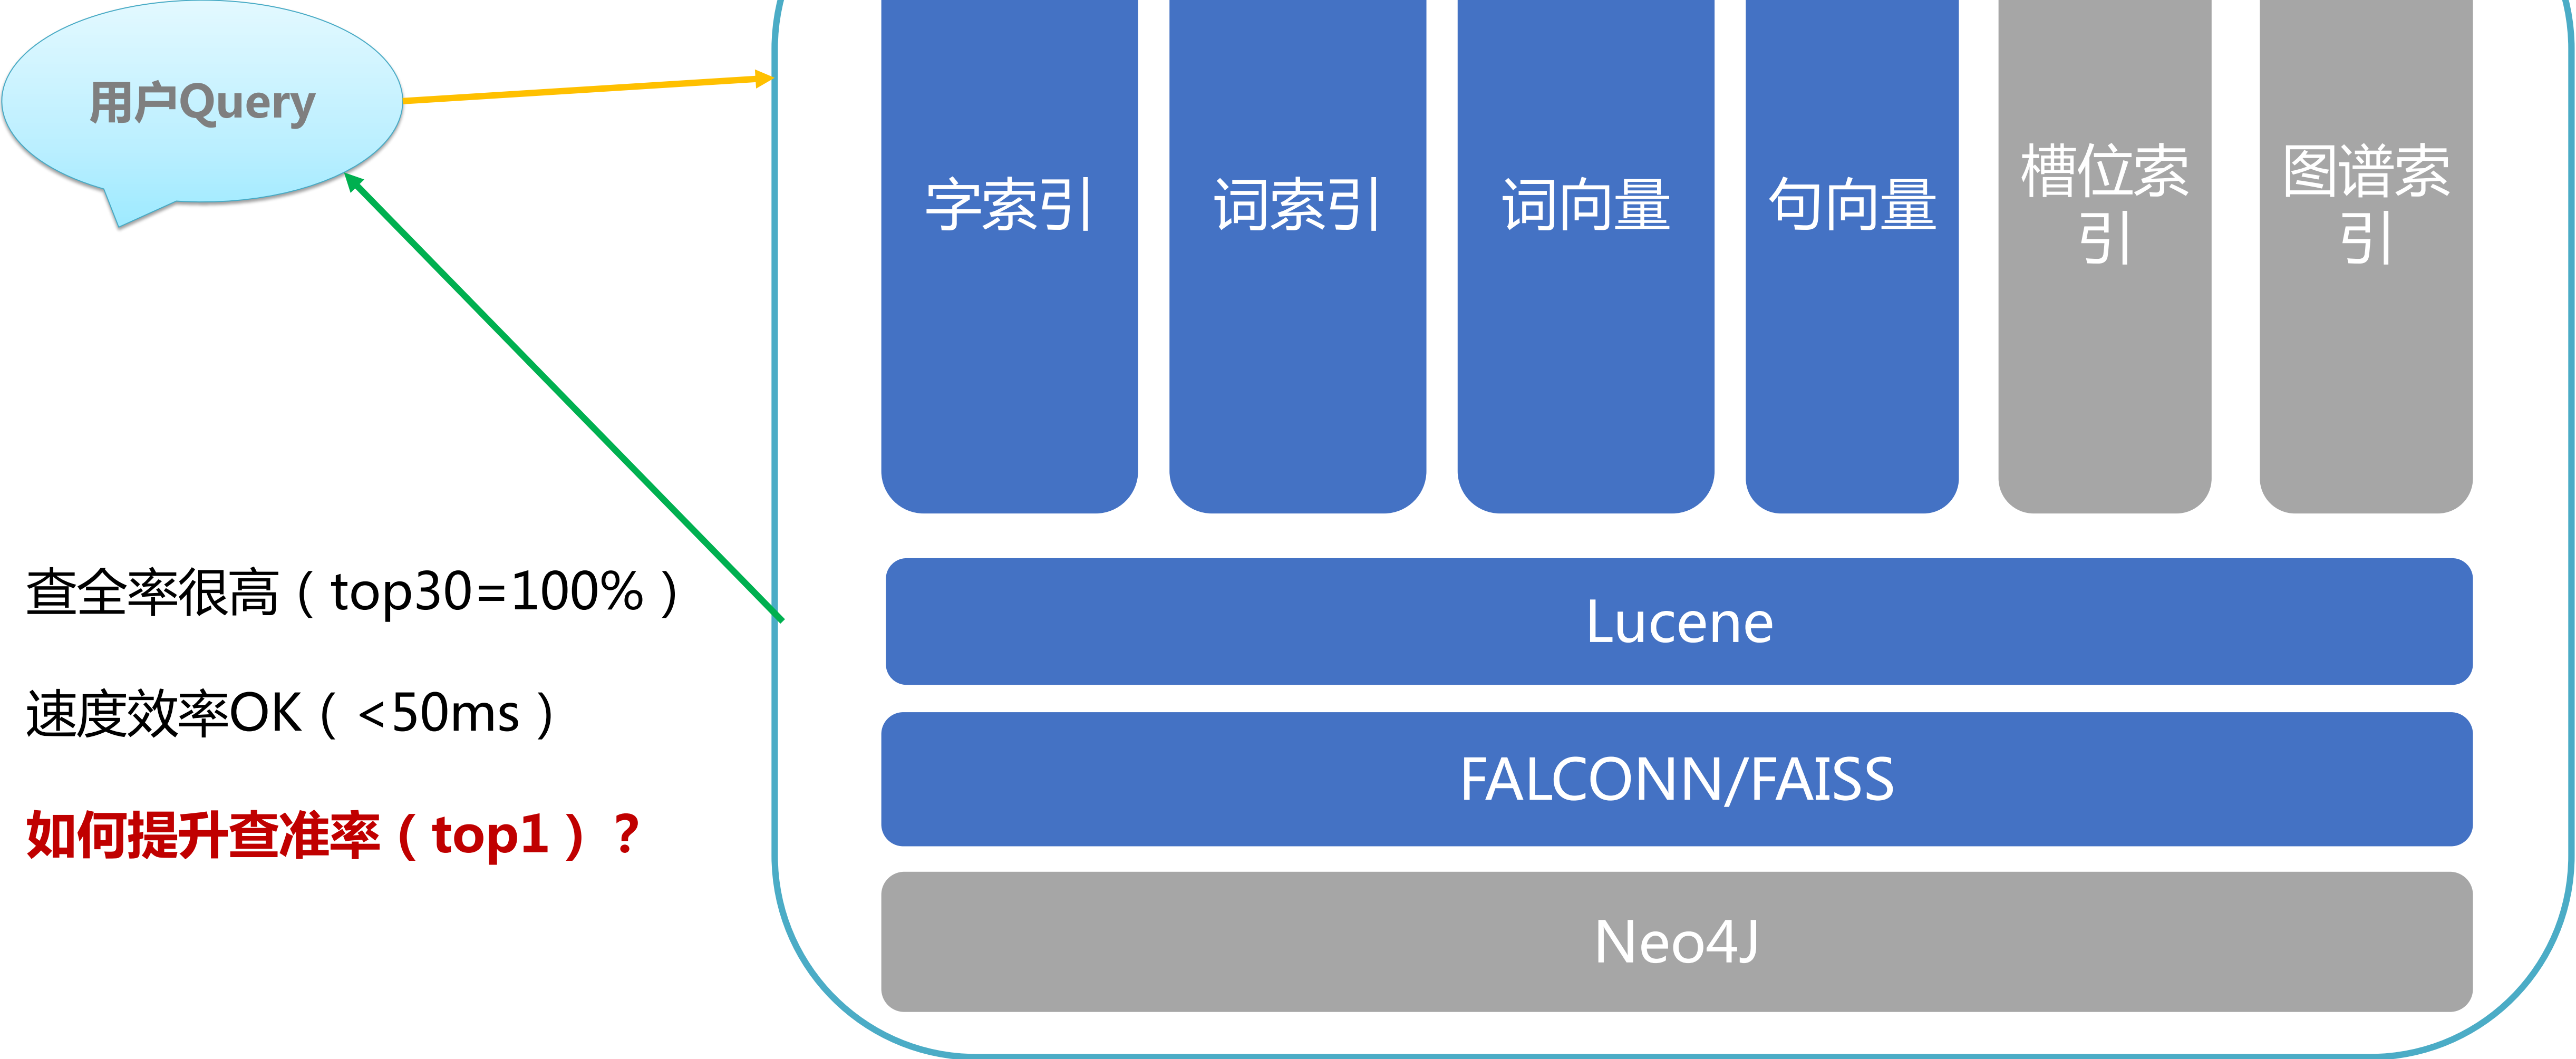 用户Query
字索引
词索引
词向量
句向量
槽位索
引
图谱索
引
查全率很高（top30=100%）
速度效率OK（<50ms）
如何提升查准率（top1）？
Lucene
FALCONN/FAISS
Neo4J